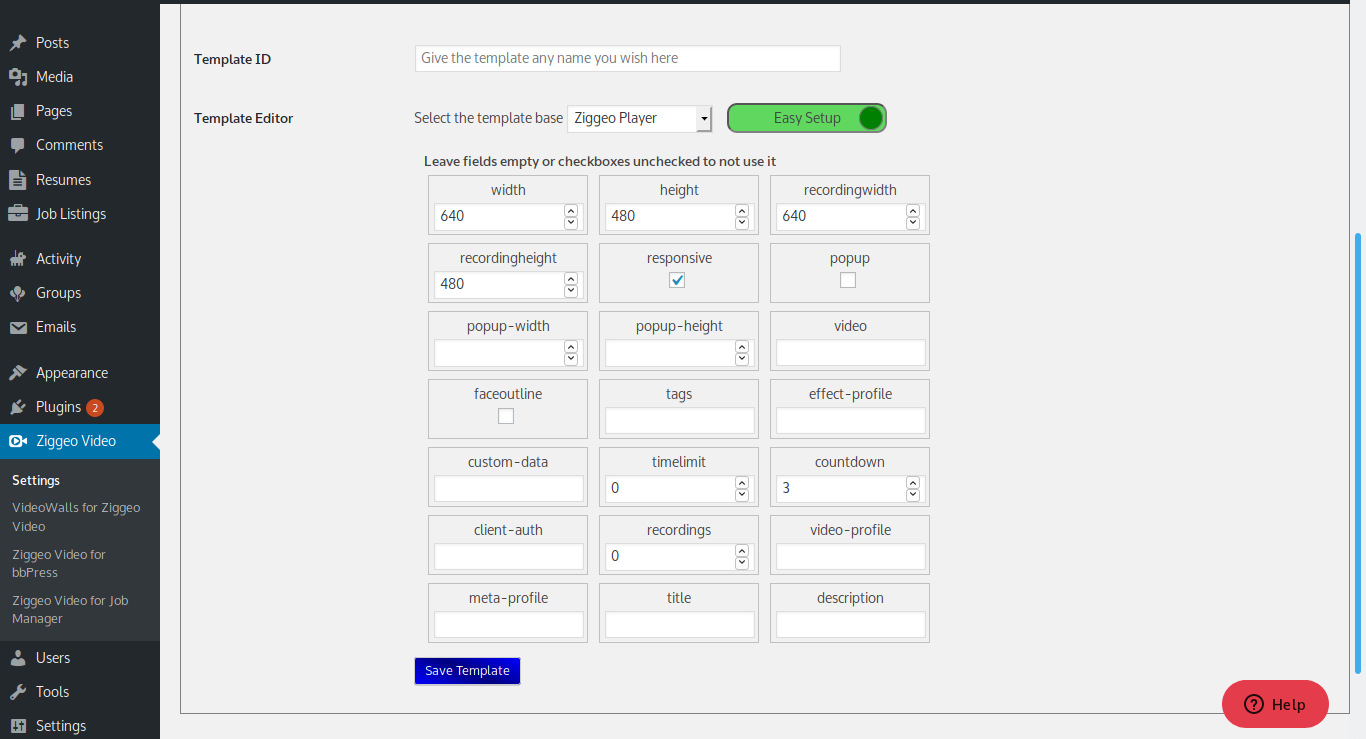 Posts
Media
Pages
Comments
Resumes
Job Listings
Activity
Groups
Emails
Appearance
Plugins 2
Ziggeo Video
Settings
VideoWalls for Ziggeo
Video
Ziggeo Video for
bbPress
Ziggeo Video for Job
Manager
Users
Tools
Settings
Template ID Give the template any name you wish here
Template Editor Select the template base Ziggeo Player Easy Setup
Leave fields empty or checkboxes unchecked to not use it
width height recordingwidth
640 480 640
recordingheight responsive popup
480
popup-width popup-height video
faceoutline tags effect-profile
custom-data timelimit countdown
0 3
client-auth recordings video-profile
0
meta-profile title description
Save Template
? Help